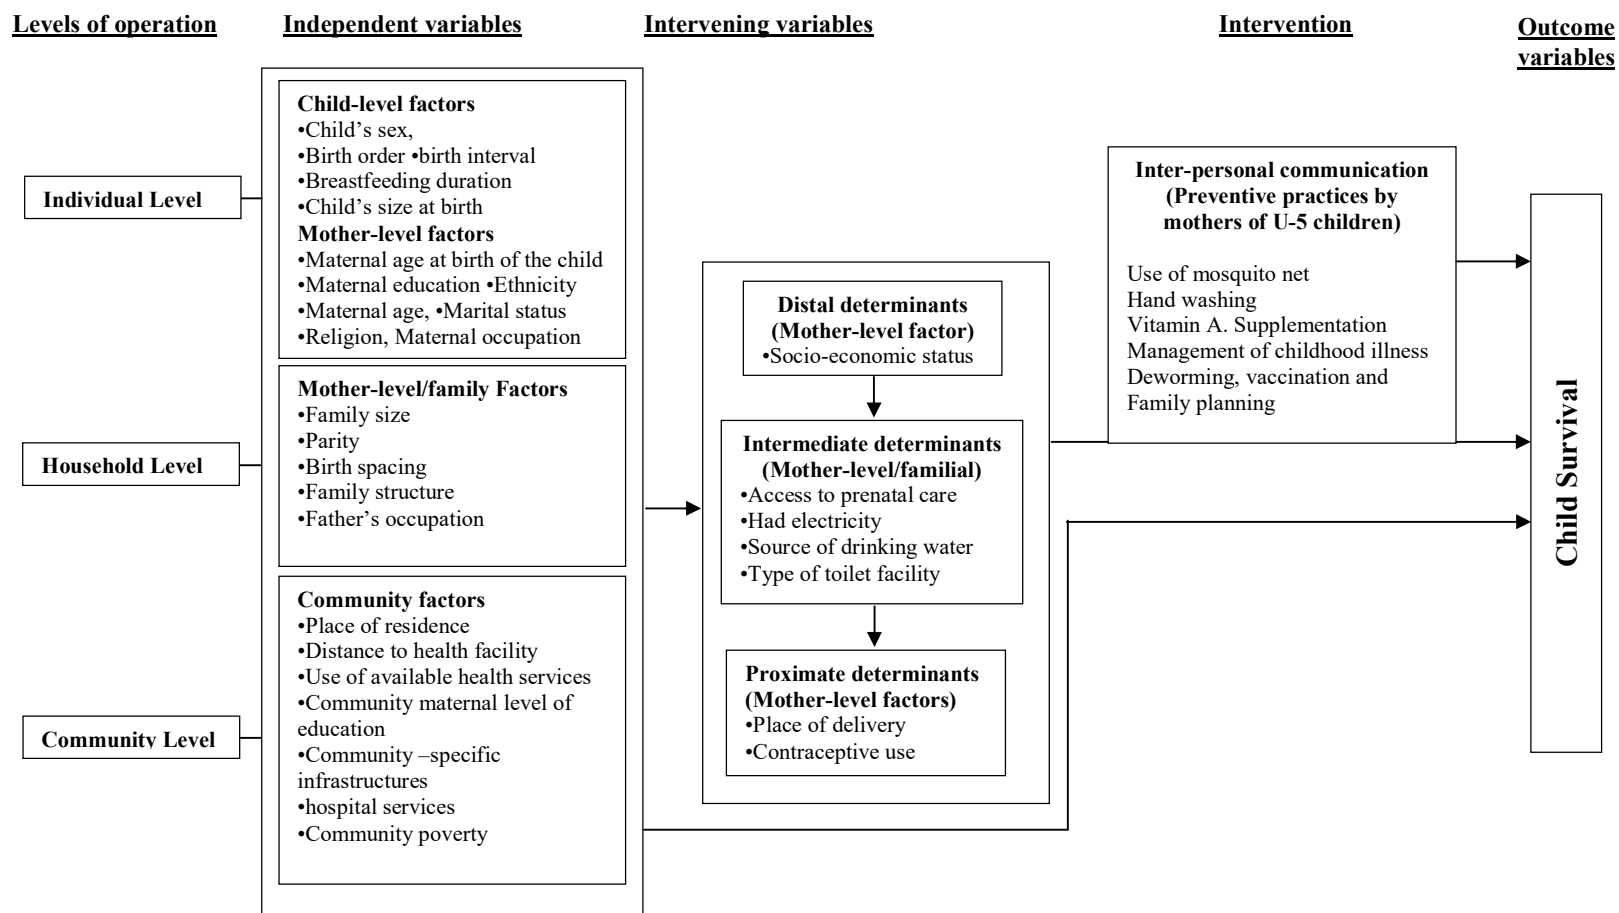 Levels of operation
Independent variables
Intervening variables
Intervention
Outcome
variables
Individual Level
Household Level
Community Level
Child-level factors
•Child’s sex,
•Birth order •birth interval
•Breastfeeding duration
•Child’s size at birth
Mother-level factors
•Maternal age at birth of the child
•Maternal education •Ethnicity
•Maternal age, •Marital status
•Religion, Maternal occupation
Mother-level/family Factors
•Family size
•Parity
•Birth spacing
•Family structure
•Father’s occupation
Community factors
•Place of residence
•Distance to health facility
•Use of available health services
•Community maternal level of
education
•Community –specific
infrastructures
•hospital services
•Community poverty
Distal determinants
(Mother-level factor)
•Socio-economic status
Intermediate determinants
(Mother-level/familial)
•Access to prenatal care
•Had electricity
•Source of drinking water
•Type of toilet facility
Proximate determinants
(Mother-level factors)
•Place of delivery
•Contraceptive use
Inter-personal communication
(Preventive practices by
mothers of U-5 children)
Use of mosquito net
Hand washing
Vitamin A. Supplementation
Management of childhood illness
Deworming, vaccination and
Family planning
Child Survival